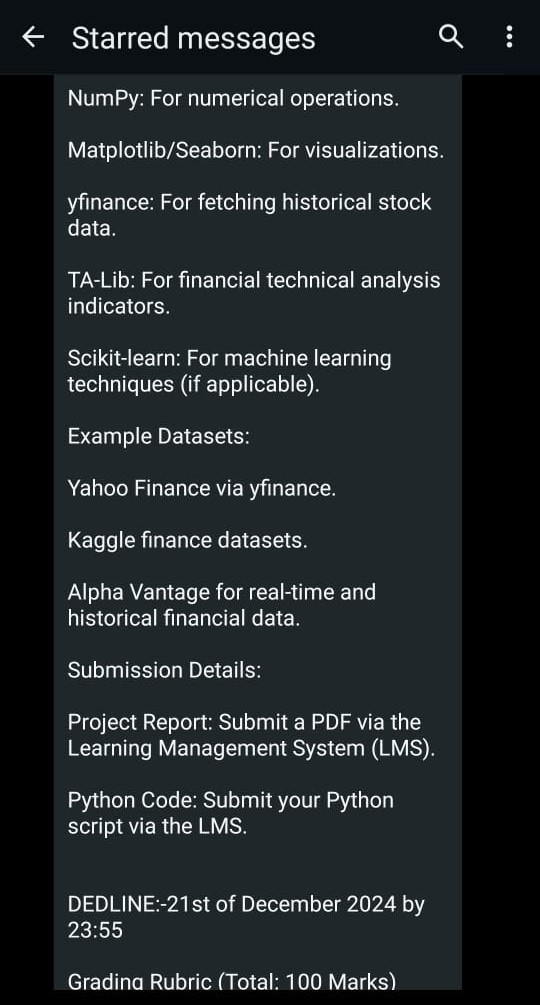 Starred messages
NumPy: For numerical operations.
Matplotlib/Seaborn: For visualizations.
yfinance: For fetching historical stock
data.
TA-Lib: For financial technical analysis
indicators.
Scikit-learn: For machine learning
techniques (if applicable).
Example Datasets:
Yahoo Finance via yfinance.
Kaggle finance datasets.
Alpha Vantage for real-time and
historical financial data.
Submission Details:
Project Report: Submit a PDF via the
Learning Management System (LMS).
Python Code: Submit your Python
script via the LMS.
DEDLINE:-21st of December 2024 by
23:55
Grading Rubric (Total: 100 Marks)